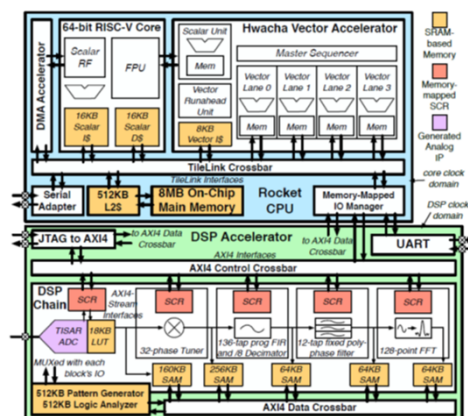 64-bit RISC-V Core
Hwacha Vector Accelerator
DMA Accelerator
Scalar
RF
FPU
Scalar Unit
Mem
Vector
Runahead
Unit
Master Sequencer
Vector
Lane 0
Vector
Lane 1
Vector
Lane 2
Vector
Lane 3
Mem
Mem
Mem
Mem
16KB
Scalar
I$
16KB
Scalar
D$
8KB
Vector I$
TileLink Crossbar
TileLink Interfaces
Serial
Adapter
512KB
L2$
8MB On-Chip
Main Memory
Rocket
CPU
Memory-Mapped
IO Manager
SRAM-
based
Memory
Memory-
mapped
SCR
Generated
Analog
IP
core clock
domain
DSP clock
domain
JTAG to AXI4
to AXI4 Data
Crossbar
DSP Accelerator
to AXI4 Data
Crossbar
UART
AXI4 Interfaces
AXI4 Control Crossbar
DSP
Chain
SCR
AXI4-
Stream
Interfaces
SCR
SCR
SCR
SCR
TISAR
ADC
18KB
LUT
32-phase Tuner
136-tap prog FIR
and /8 Decimator
12-tap fixed poly-
phase filter
128-point FFT
MUXed with each
block's IO
160KB
SAM
256KB
SAM
64KB
SAM
64KB
SAM
64KB
SAM
512KB Pattern Generator
512KB Logic Analyzer
AXI4 Data Crossbar